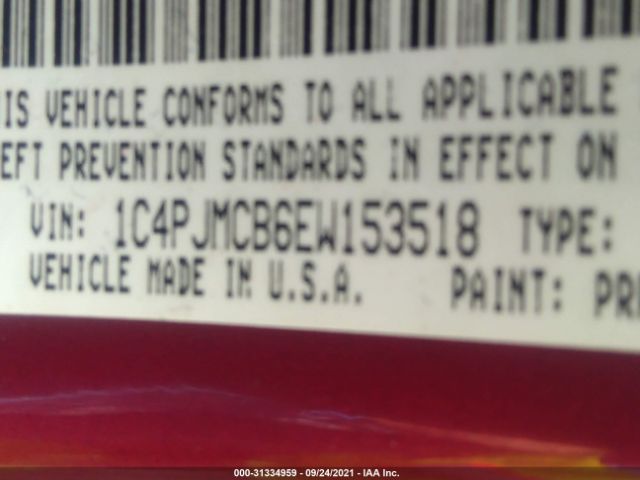 IS VEHICLE CONFORMS TO ALL APPLICABLE
EFT PREVENTION STANDARDS IN EFFECT ON
VIN: 1C4PJMCB6EW153518 TYPE:
VEHICLE MADE IN U.S.A. PAINT: PR
000-31334959 - 09/24/2021 - IAA Inc.